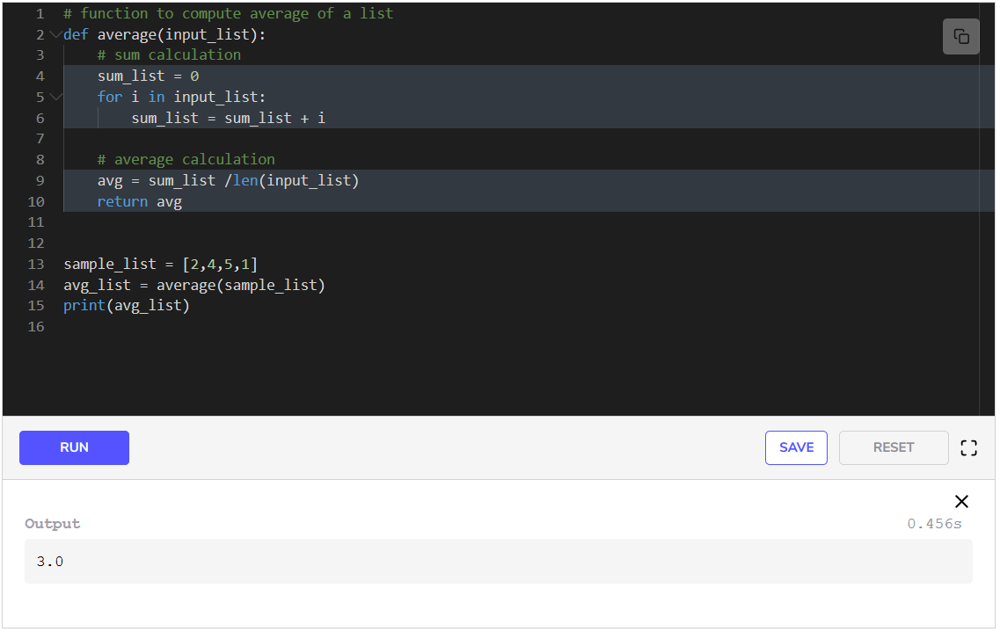 1 # function to compute average of a list
2 def average(input_list):
3     # sum calculation
4     sum_list = 0
5     for i in input_list:
6         sum_list = sum_list + i
7
8     # average calculation
9     avg = sum_list /len(input_list)
10     return avg
11
12
13 sample_list = [2,4,5,1]
14 avg_list = average(sample_list)
15 print(avg_list)
16
RUN SAVE RESET
Output 0.456s
3.0